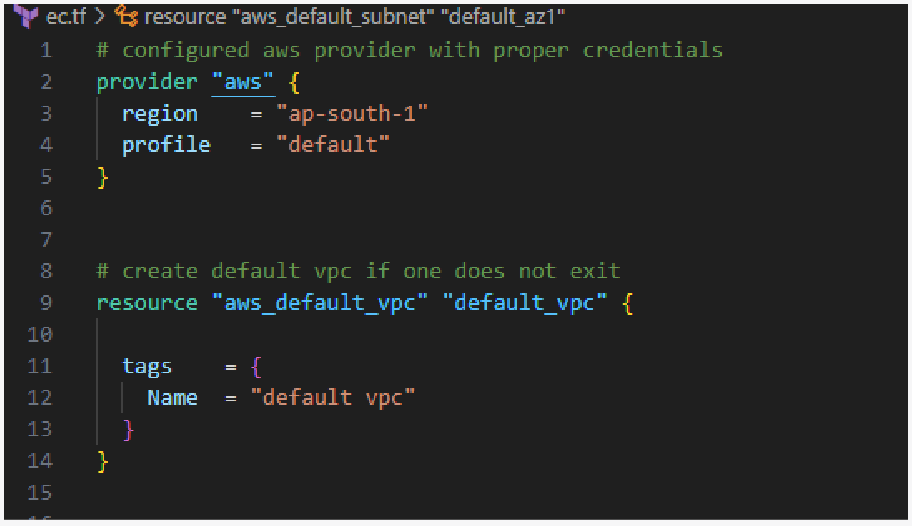 ec.tf > resource "aws_default_subnet" "default_az1"
1 # configured aws provider with proper credentials
2 provider "aws" {
3 region = "ap-south-1"
4 profile = "default"
5 }
6
7
8 # create default vpc if one does not exit
9 resource "aws_default_vpc" "default_vpc" {
10
11 tags = {
12 Name = "default vpc"
13 }
14 }
15